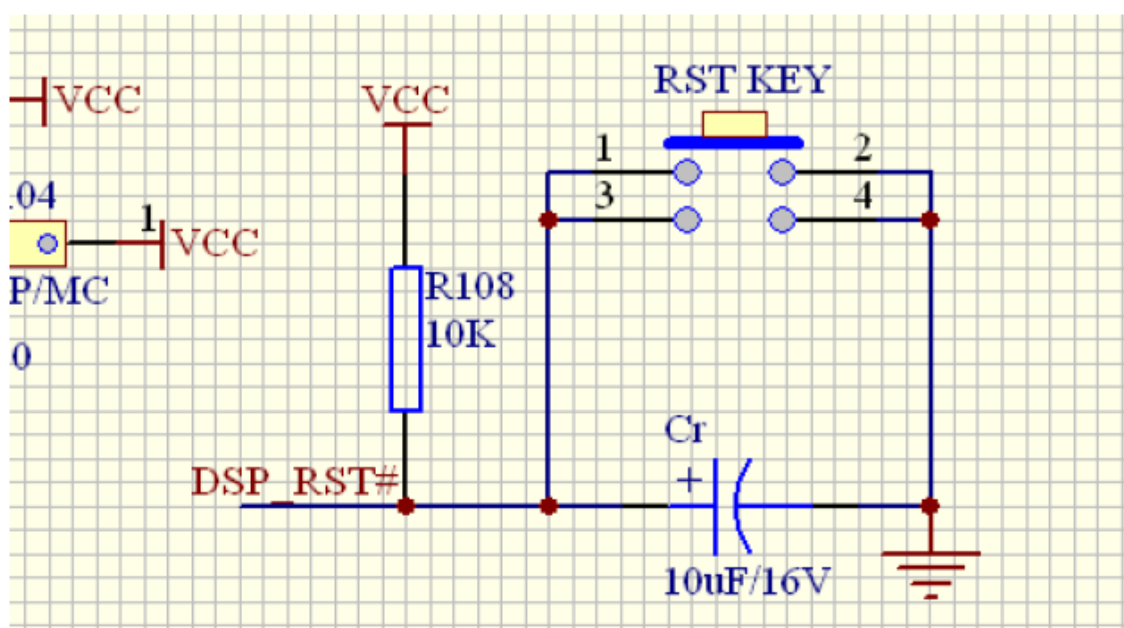 VCC
VCC
RST KEY
1
2
3
4
.04
1
VCC
P/MC
0
R108
10K
Cr
+
DSP_RST#
10uF/16V